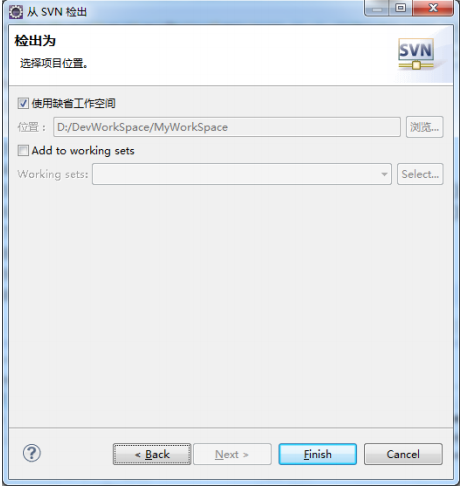 从 SVN 检出
检出为
选择项目位置。
SVN
使用缺省工作空间
位置： D:/DevWorkSpace/MyWorkSpace 浏览...
Add to working sets
Working sets: Select...
? < Back Next > Finish Cancel